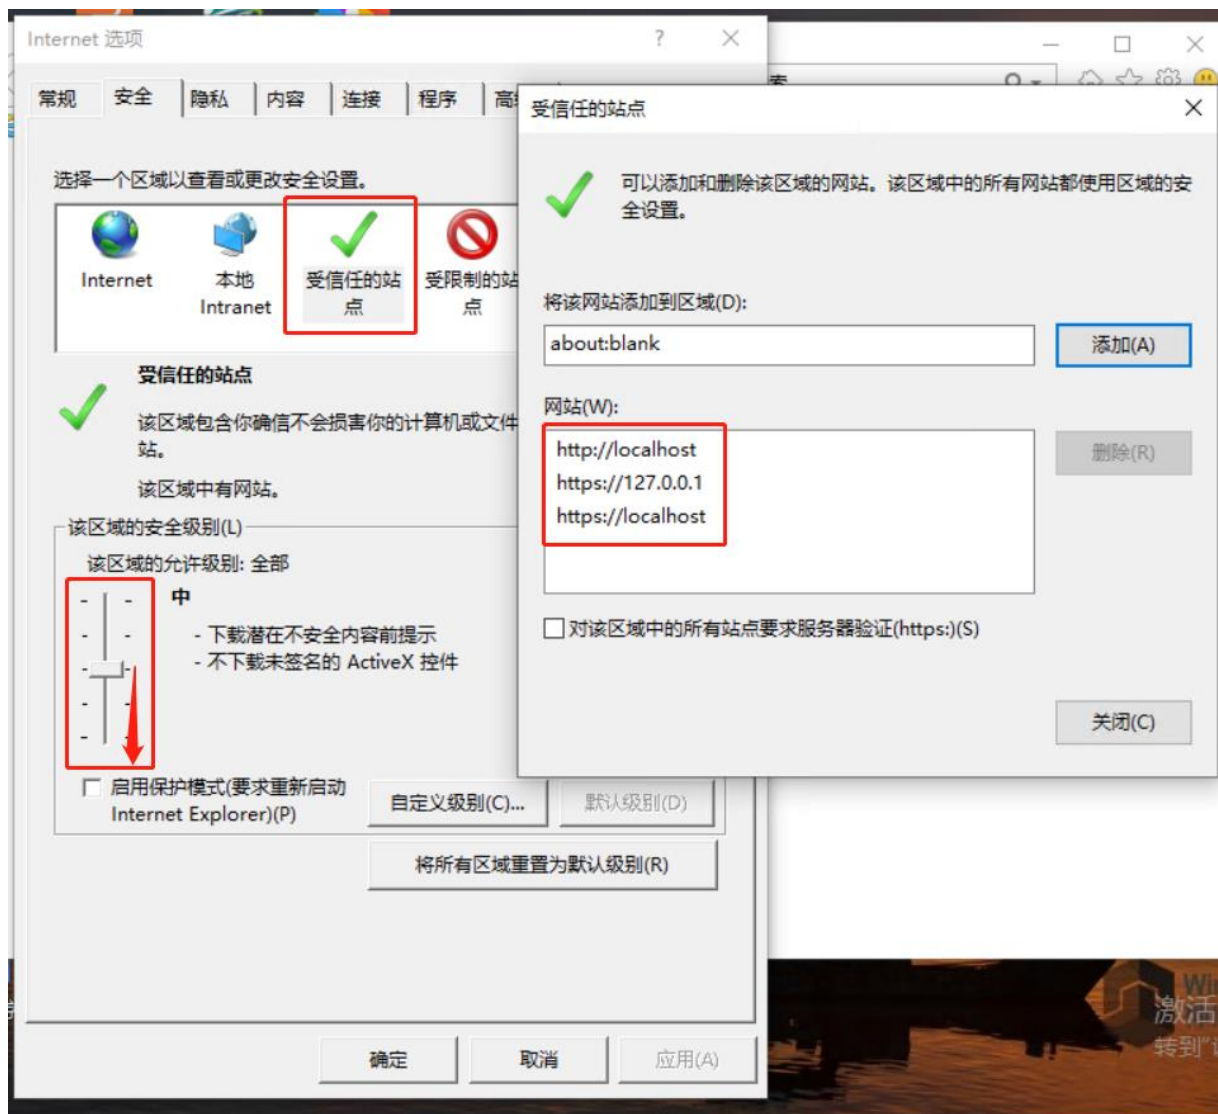 Internet 选项
常规 安全 隐私 内容 连接 程序
选择一个区域以查看或更改安全设置。
Internet
本地
Intranet
受信任的站
点
受限制的站
点
受信任的站点
该区域包含你确信不会损害你的计算机或文件
站。
该区域中有网站。
该区域的安全级别(L)
该区域的允许级别: 全部
中
- 下载潜在不安全内容前提示
- 不下载未签名的 ActiveX 控件
启用保护模式(要求重新启动
Internet Explorer)(P)
自定义级别(C)...
默认级别(D)
将所有区域重置为默认级别(R)
确定 取消 应用(A)
受信任的站点
可以添加和删除该区域的网站。该区域中的所有网站都使用区域的安
全设置。
将该网站添加到区域(D):
about:blank
添加(A)
网站(W):
http://localhost
https://127.0.0.1
https://localhost
删除(R)
对该区域中的所有站点要求服务器验证(https:)(S)
关闭(C)
激活
转到"